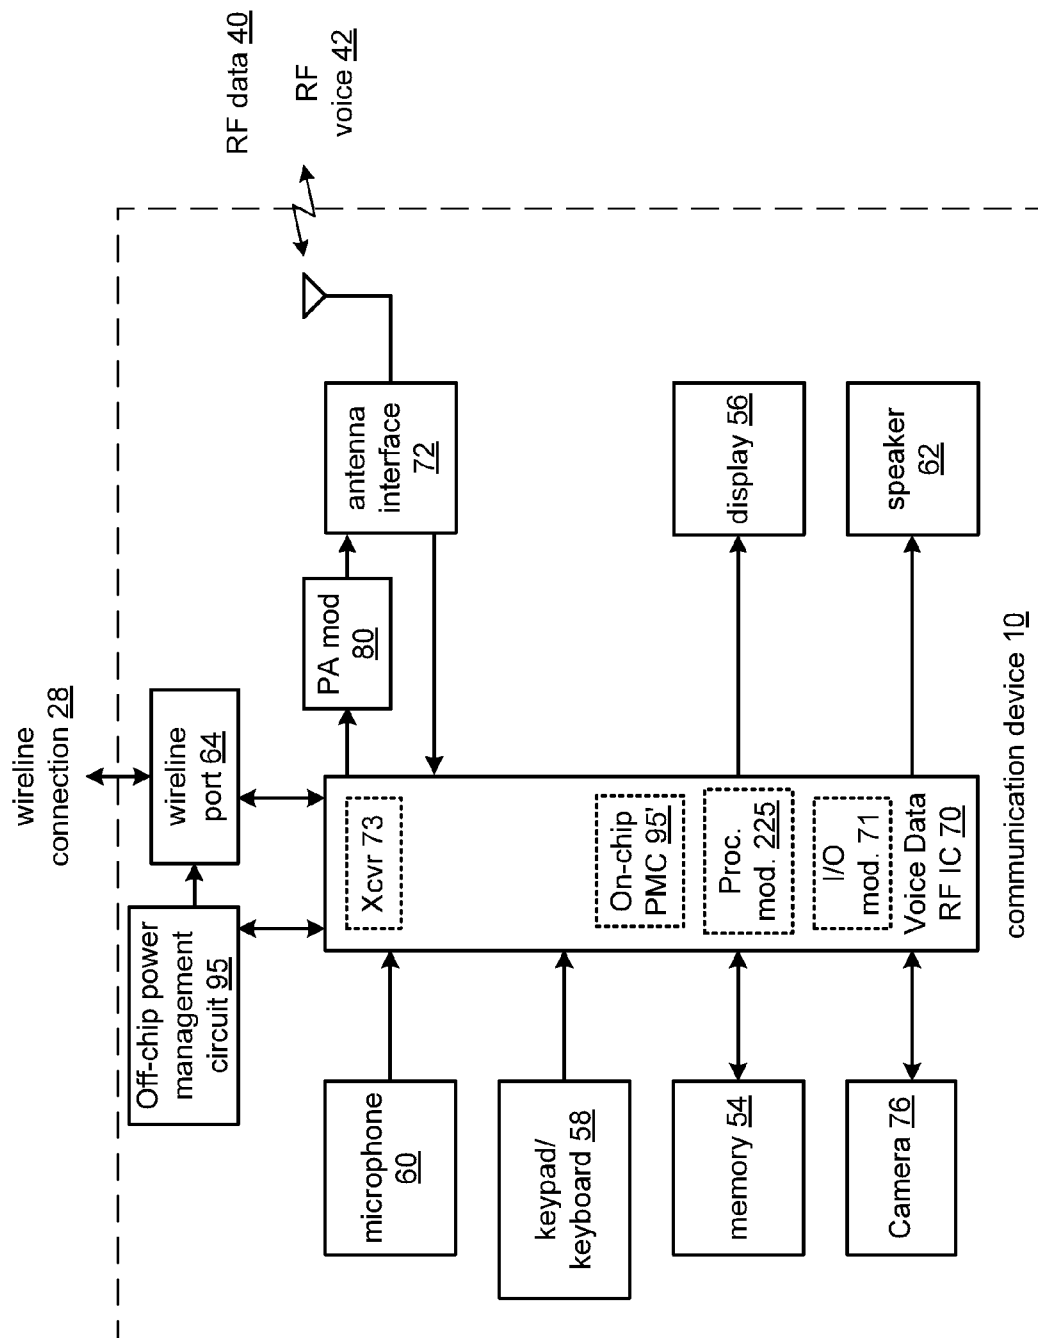 wireline
connection 28
RF data 40
RF
voice 42
Off-chip power
management
circuit 95
wireline
port 64
PA mod
80
antenna
interface
72
microphone
60
Xcvr 73
keypad/
keyboard 58
On-chip
PMC 95'
memory 54
Proc.
mod. 225
display 56
Camera 76
I/O
mod. 71
Voice Data
RF IC 70
speaker
62
communication device 10